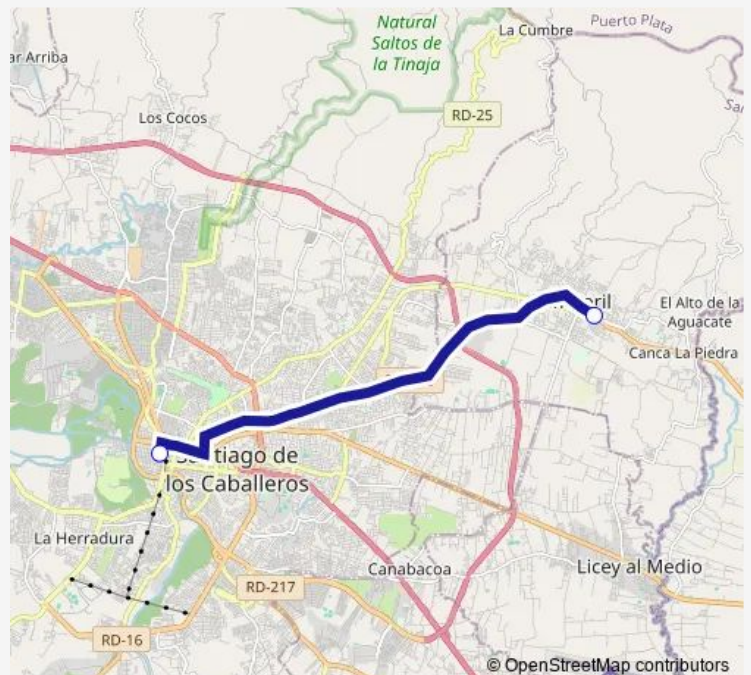 Natural
Saltos de
la Tinaja
La Cumbre
Puerto Plata
ar Arriba
Los Cocos
RD-25
El Alto de la
Aguacate
Canca La Piedra
Santiago de
los Caballeros
La Herradura
Canabacoa
Licey al Medio
RD-217
RD-16
© OpenStreetMap contributors